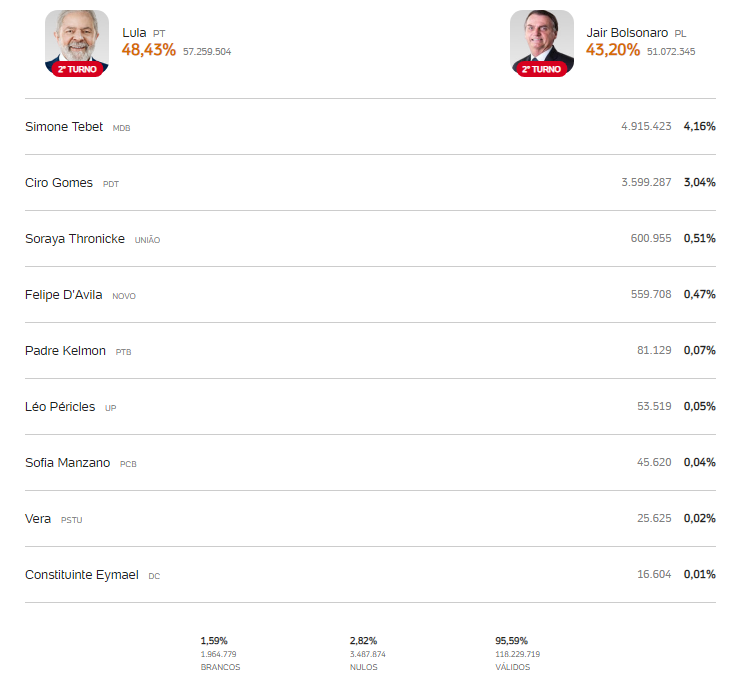 Lula PT
48,43% 57.259.504
2º TURNO
Jair Bolsonaro PL
43,20% 51.072.345
2º TURNO
Simone Tebet MDB 4.915.423 4,16%
Ciro Gomes PDT 3.599.287 3,04%
Soraya Thronicke UNIÃO 600.955 0,51%
Felipe D'Avila NOVO 559.708 0,47%
Padre Kelmon PTB 81.129 0,07%
Léo Péricles UP 53.519 0,05%
Sofia Manzano PCB 45.620 0,04%
Vera PSTU 25.625 0,02%
Constituinte Eymael DC 16.604 0,01%
1,59% 2,82% 95,59%
1.964.779 3.487.874 118.229.719
BRANCOS NULOS VÁLIDOS